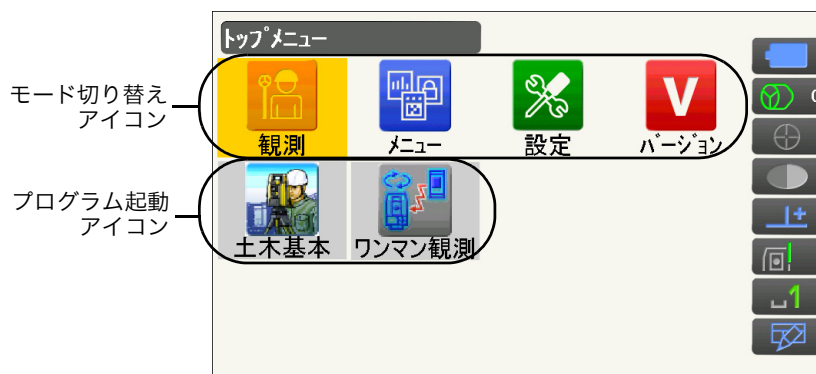 トップメニュー
モード切り替え
アイコン
V
観測
メニュー
設定
バージョン
プログラム起動
アイコン
土木基本
ワンマン観測
1